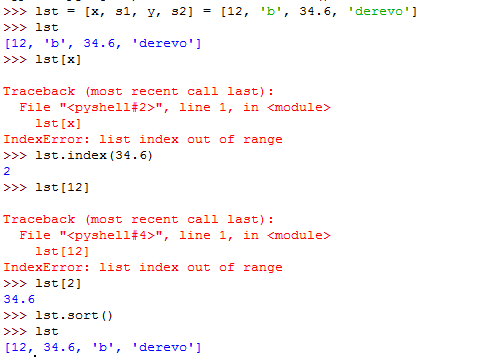 >>> lst = [x, s1, y, s2] = [12, 'b', 34.6, 'derevo']
>>> lst
[12, 'b', 34.6, 'derevo']
>>> lst[x]
Traceback (most recent call last):
  File "<pyshell#2>", line 1, in <module>
    lst[x]
IndexError: list index out of range
>>> lst.index(34.6)
2
>>> lst[12]
Traceback (most recent call last):
  File "<pyshell#4>", line 1, in <module>
    lst[12]
IndexError: list index out of range
>>> lst[2]
34.6
>>> lst.sort()
>>> lst
[12, 34.6, 'b', 'derevo']